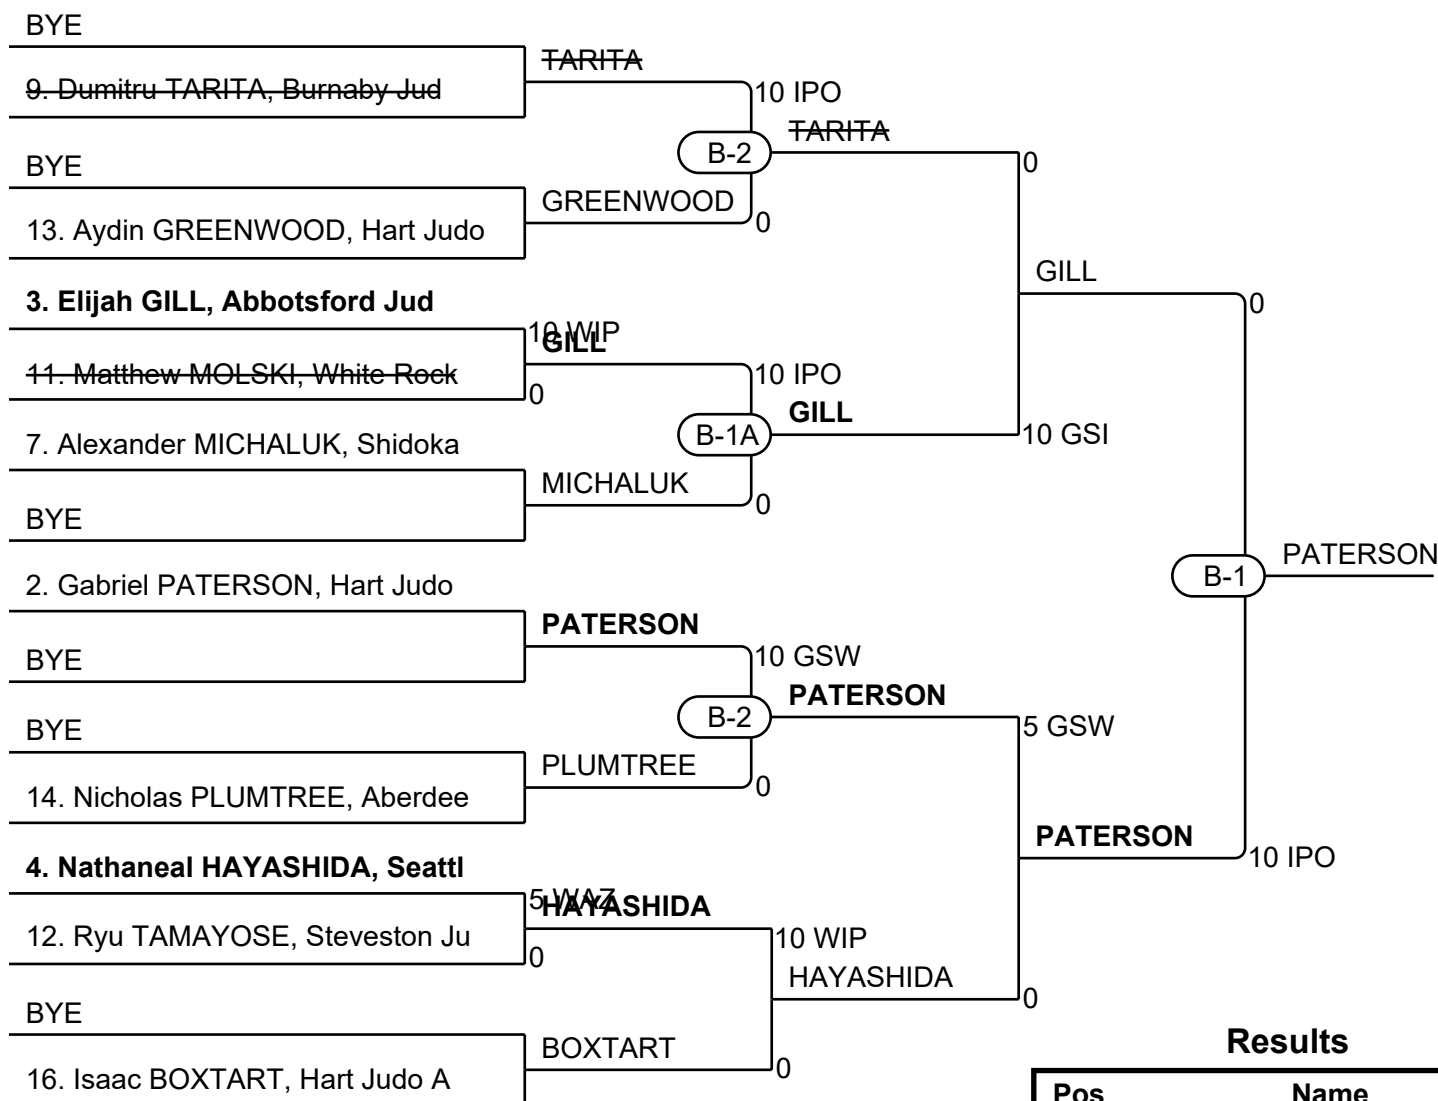 BYE
TARITA
9. Dumitru TARITA, Burnaby Jud
10 IPO
TARITA
B-2
0
BYE
GREENWOOD
0
13. Aydin GREENWOOD, Hart Judo
GILL
3. Elijah GILL, Abbotsford Jud
0
10 WIP
GILL
11. Matthew MOLSKI, White Rock
0
10 IPO
GILL
B-1A
10 GSI
7. Alexander MICHALUK, Shidoka
MICHALUK
0
BYE
PATERSON
B-1
2. Gabriel PATERSON, Hart Judo
PATERSON
BYE
10 GSW
PATERSON
B-2
5 GSW
BYE
PLUMTREE
0
14. Nicholas PLUMTREE, Aberdee
PATERSON
10 IPO
4. Nathaneal HAYASHIDA, Seattl
5 WAZ
HAYASHIDA
12. Ryu TAMAYOSE, Steveston Ju
0
10 WIP
HAYASHIDA
0
BYE
BOXTART
0
16. Isaac BOXTART, Hart Judo A
Results
Pos Name